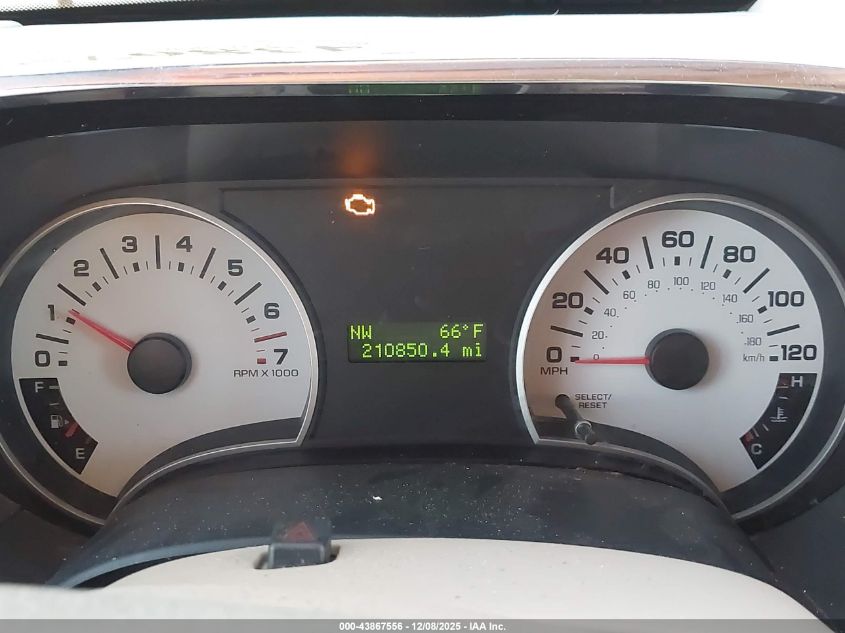 NW 66°F
210850.4 mi
0 1 2 3 4 5 6 7
RPM X 1000
F
E
0 20 40 60 80 100 120
MPH
0 20 40 60 80 100 120 140 160 180
km/h
SELECT/
RESET
H
C
000-43867556 - 12/08/2025 - IAA Inc.